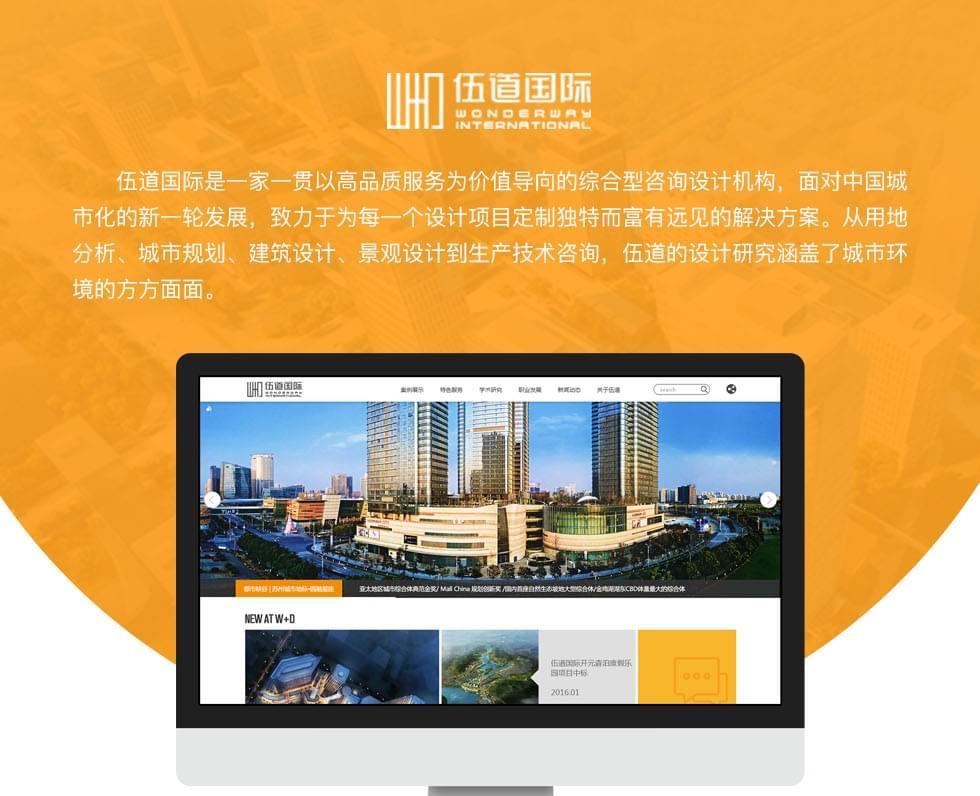 伍道国际
WONDERWAY
INTERNATIONAL
伍道国际是一家一贯以高品质服务为价值导向的综合型咨询设计机构，面对中国城
市化的新一轮发展，致力于为每一个设计项目定制独特而富有远见的解决方案。从用地
分析、城市规划、建筑设计、景观设计到生产技术咨询，伍道的设计研究涵盖了城市环
境的方方面面。
伍道国际
WONDERWAY
INTERNATIONAL
案例展示 特色服务 学术研究 职业发展 新闻动态 关于伍道 search
都市峡谷 | 苏州城市地标-圆融星座 亚太地区城市综合体典范金奖/ Mall China 规划创新奖 /国内首座自然生态坡地大型综合体/金鸡湖湖东CBD体量最大的综合体
NEW AT W+D
伍道国际开元森泊度假乐
园项目中标
2016.01